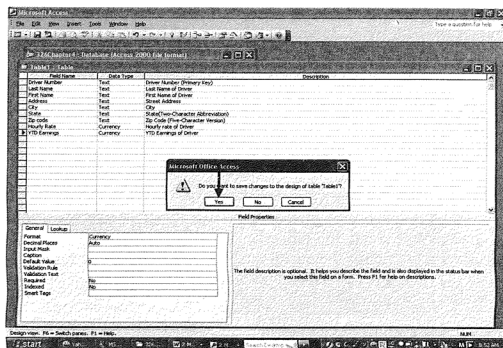 Microsoft Access
File Edit View Insert Tools Window Help
Type a question for help
326Chapter4 : Database (Access 2000 file format)
Table1 : Table
Field Name Data Type Description
Driver Number Text Driver Number (Primary Key)
Last Name Text Last Name of Driver
First Name Text First Name of Driver
Address Text Street Address
City Text City
State Text State(Two-Character Abbreviation)
Zip code Text Zip Code (Five-Character Version)
Hourly Rate Currency Hourly rate of Driver
YTD Earnings Currency YTD Earnings of Driver
Microsoft Office Access
Do you want to save changes to the design of table 'Table1'?
Yes No Cancel
Field Properties
General Lookup
Format Currency
Decimal Places Auto
Input Mask
Caption
Default Value 0
Validation Rule
Validation Text
Required No
Indexed No
Smart Tags
The field description is optional. It helps you describe the field and is also displayed in the status bar when
you select this field on a form. Press F1 for help on descriptions.
Design view. F6 = Switch panes. F1 = Help. NUM
start